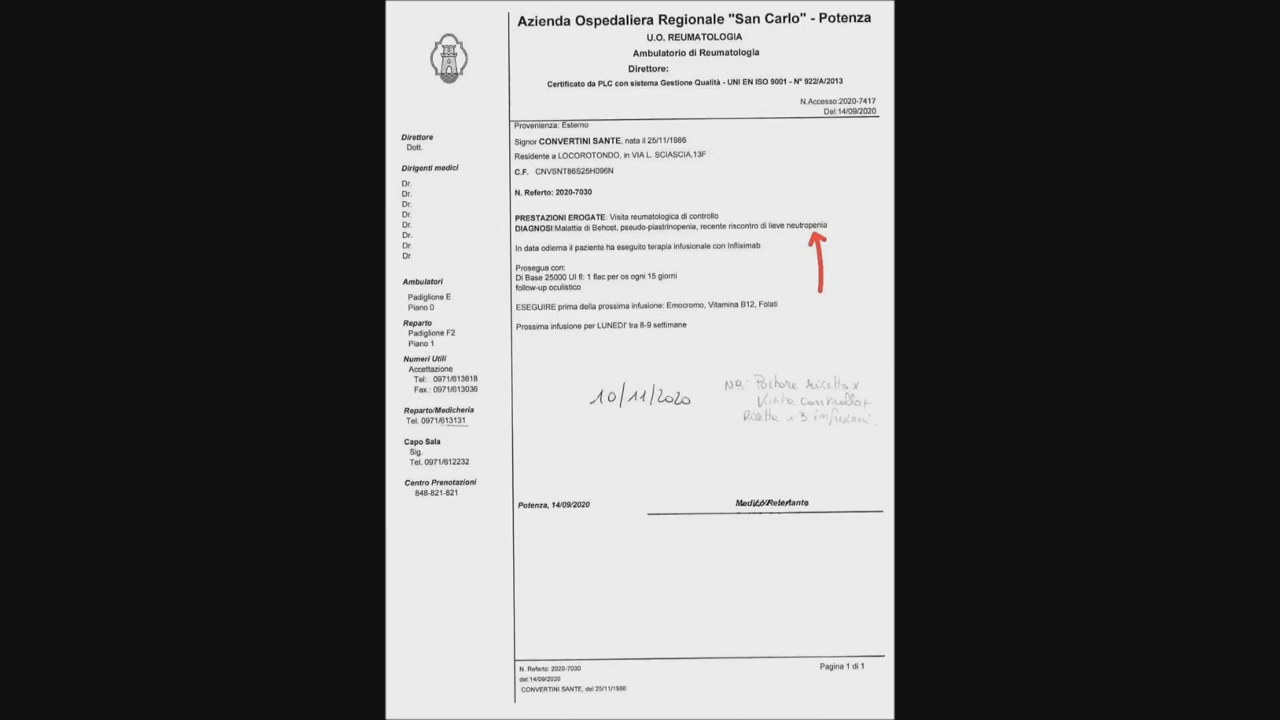 Azienda Ospedaliera Regionale "San Carlo" - Potenza
U.O. REUMATOLOGIA
Ambulatorio di Reumatologia
Direttore:
Certificato da PLC con sistema Gestione Qualità - UNI EN ISO 9001 - N° 922/A/2013
N.Accesso:2020-7417
Del:14/09/2020
Direttore
Dott.
Dirigenti medici
Dr.
Dr.
Dr.
Dr.
Dr.
Dr.
Dr.
Dr.
Ambulatori
Padiglione E
Piano 0
Reparto
Padiglione F2
Piano 1
Numeri Utili
Accettazione
Tel: 0971/613618
Fax.: 0971/613036
Reparto/Medicheria
Tel. 0971/613131
Capo Sala
Sig.
Tel. 0971/612232
Centro Prenotazioni
848-821-821
Provenienza: Esterno
Signor CONVERTINI SANTE, nata il 25/11/1986
Residente a LOCOROTONDO, in VIA L. SCIASCIA,13F
C.F. CNVSNT86S25H096N
N. Referto: 2020-7030
PRESTAZIONI EROGATE: Visita reumatologica di controllo
DIAGNOSI:Malattia di Behcet, pseudo-piastrinopenia, recente riscontro di lieve neutropenia
In data odierna il paziente ha eseguito terapia infusionale con Infliximab
Prosegua con:
Di Base 25000 UI fl: 1 flac per os ogni 15 giorni
follow-up oculistico
ESEGUIRE prima della prossima infusione: Emocromo, Vitamina B12, Folati
Prossima infusione per LUNEDI' tra 8-9 settimane
10/11/2020
NB: Portare ricetta x
Visita controllo +
Ricetta x 3 infusioni.
Potenza, 14/09/2020
Medico Refertante
N. Referto: 2020-7030
del 14/09/2020
CONVERTINI SANTE, del 25/11/1986
Pagina 1 di 1